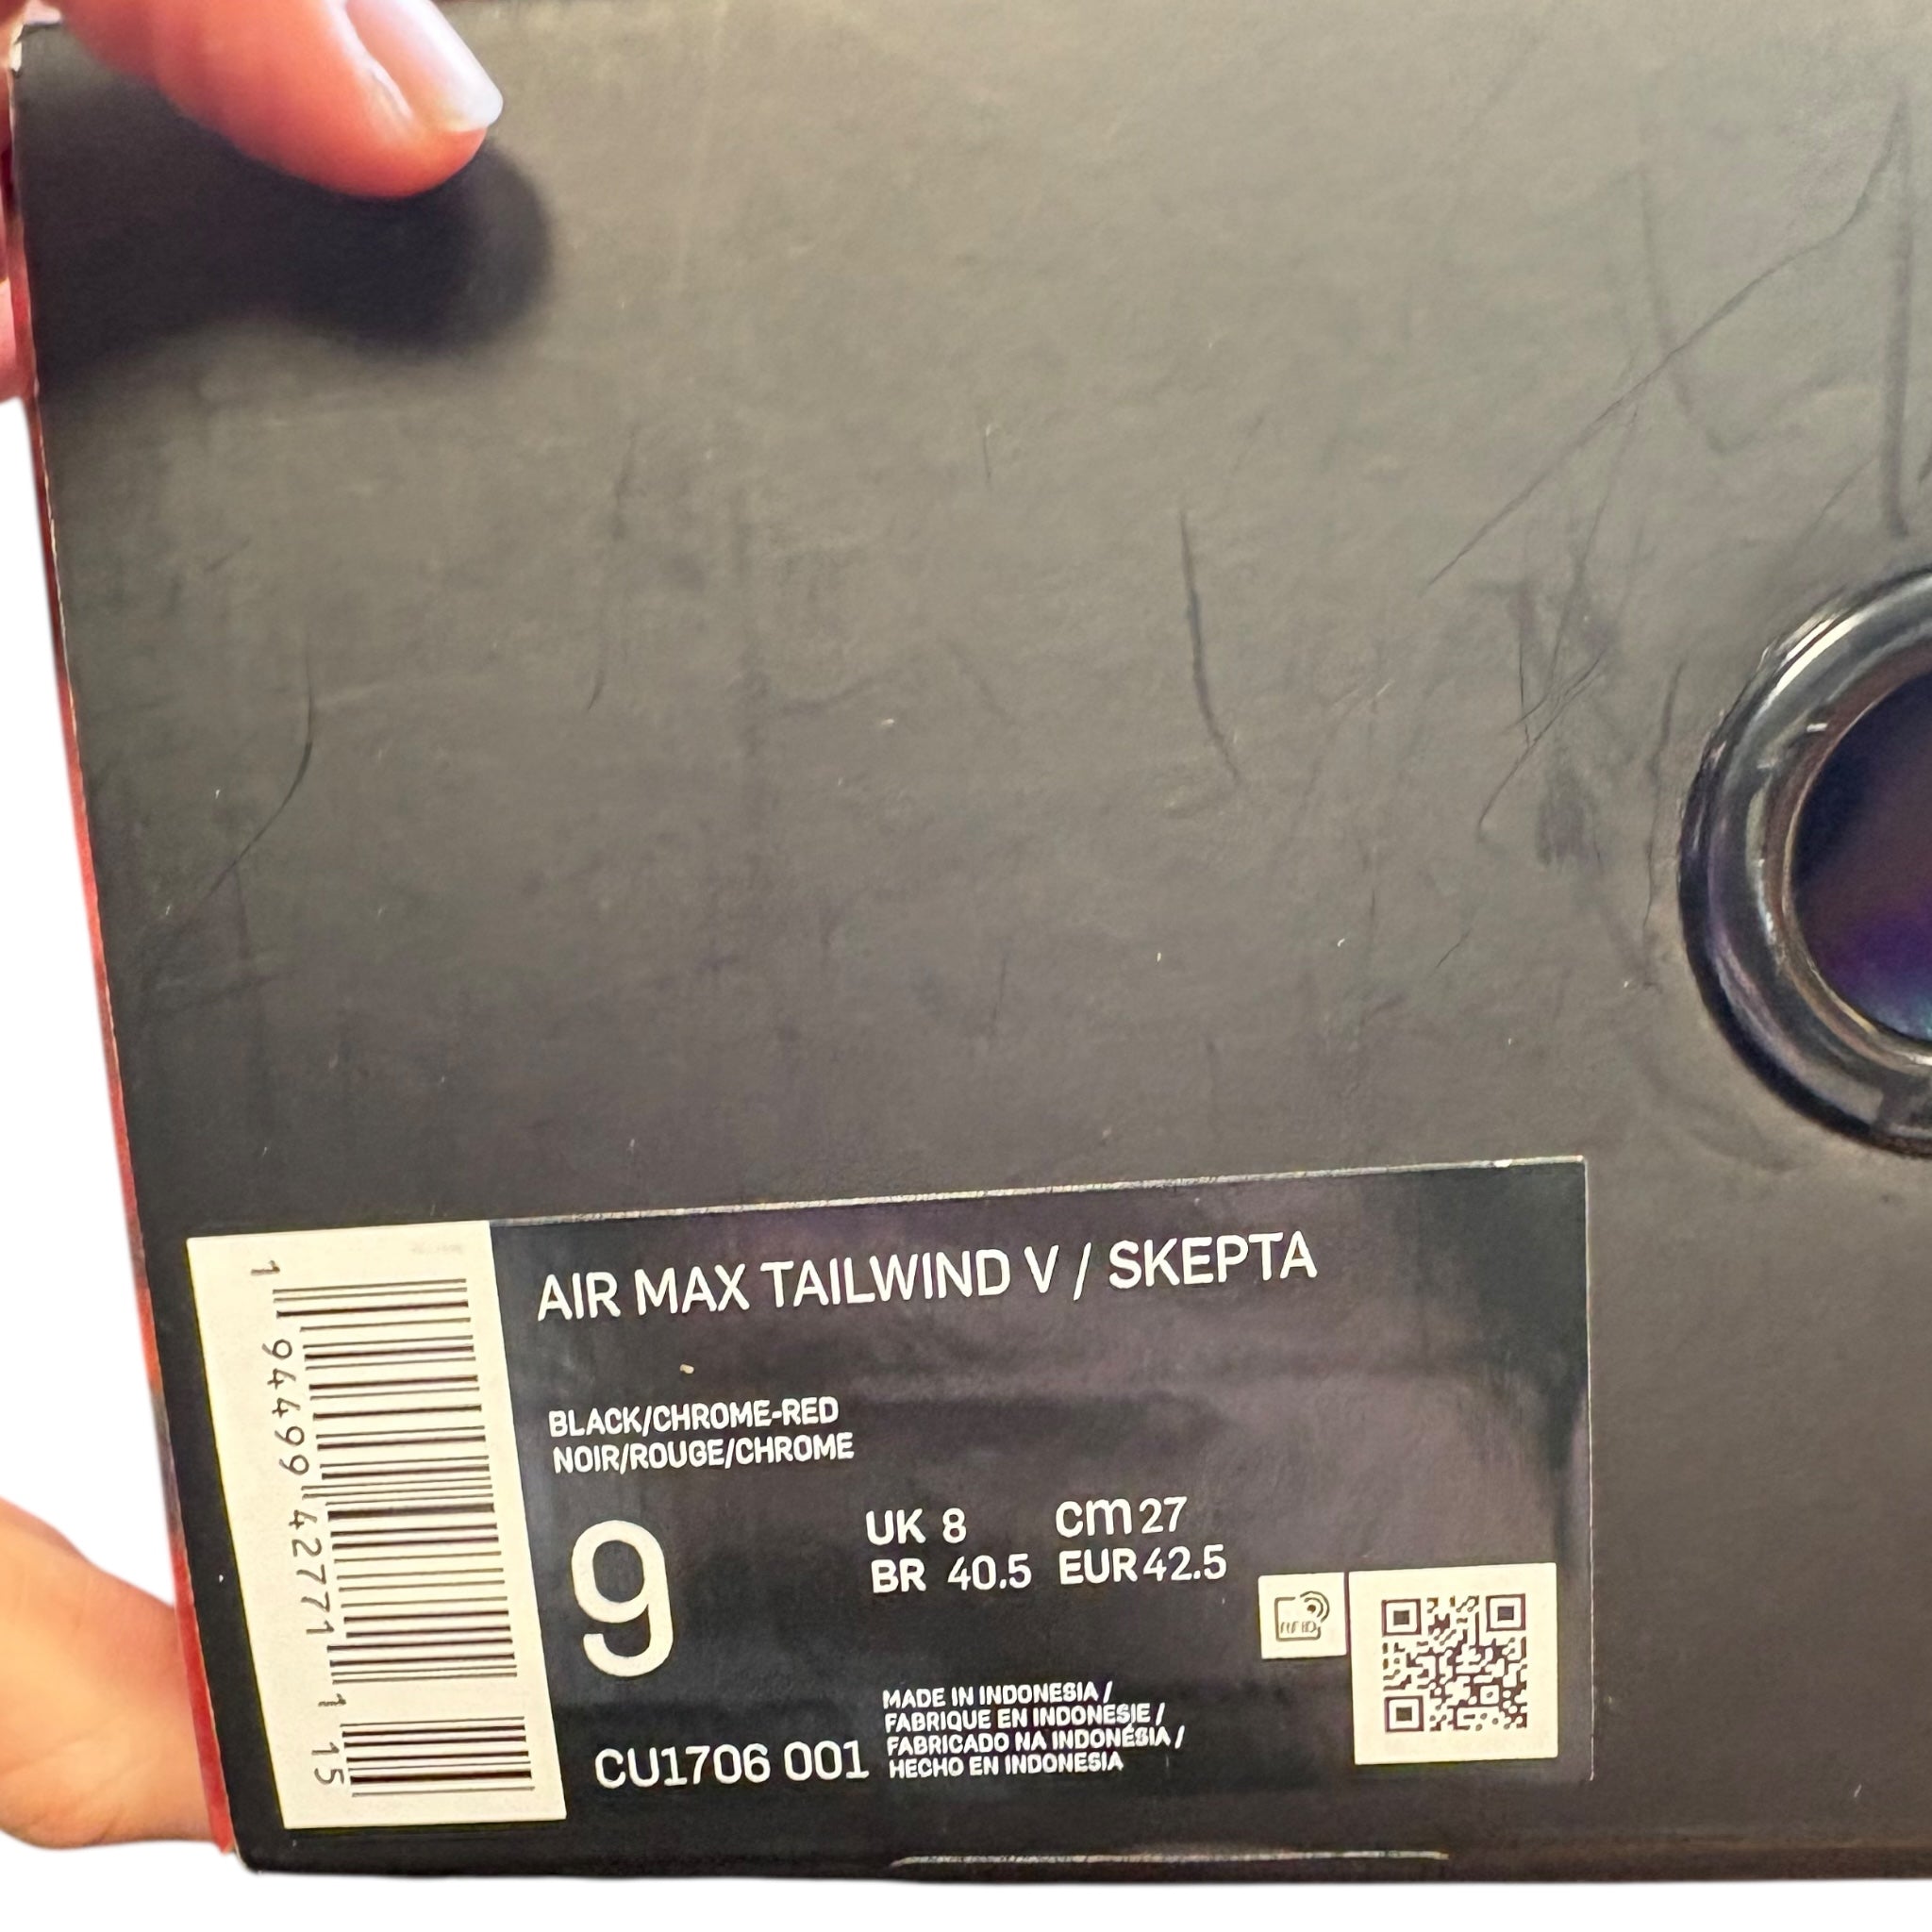 AIR MAX TAILWIND V / SKEPTA
BLACK/CHROME-RED
NOIR/ROUGE/CHROME
9
UK 8
cm 27
BR 40.5
EUR 42.5
RFID
CU1706 001
MADE IN INDONESIA /
FABRIQUE EN INDONESIE /
FABRICADO NA INDONÉSIA /
HECHO EN INDONESIA
1 94499 42771 1 15